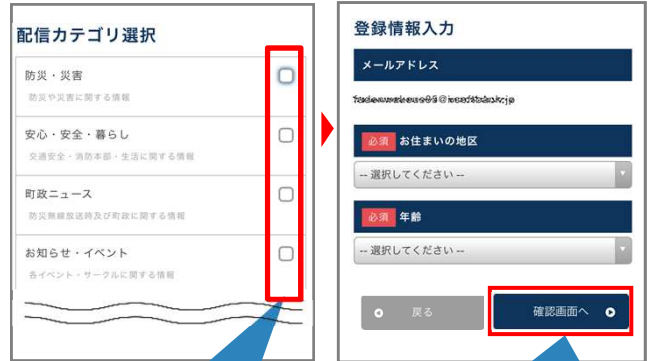 配信カテゴリ選択
防災・災害
防災や災害に関する情報
安心・安全・暮らし
交通安全・消防本部・生活に関する情報
町政ニュース
防災無線放送時及び町政に関する情報
お知らせ・イベント
各イベント・サークルに関する情報
登録情報入力
メールアドレス
必須 お住まいの地区
-- 選択してください --
必須 年齢
-- 選択してください --
戻る
確認画面へ